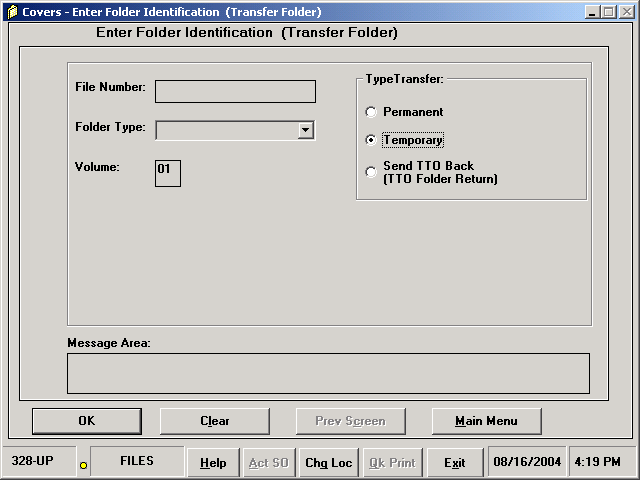 Covers - Enter Folder Identification (Transfer Folder)
Enter Folder Identification (Transfer Folder)
File Number:
Folder Type:
Volume: 01
TypeTransfer:
Permanent
Temporary
Send TTO Back
(TTO Folder Return)
Message Area:
OK Clear Prev Screen Main Menu
328-UP FILES Help Act SO Chg Loc Qk Print Exit 08/16/2004 4:19 PM